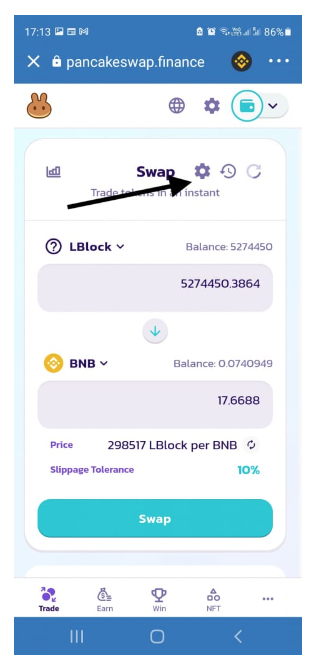 17:13 86%
pancakeswap.finance
Swap
Trade tokens in an instant
LBlock Balance: 5274450
5274450.3864
BNB Balance: 0.0740949
17.6688
Price 298517 LBlock per BNB
Slippage Tolerance 10%
Swap
Trade Earn Win NFT